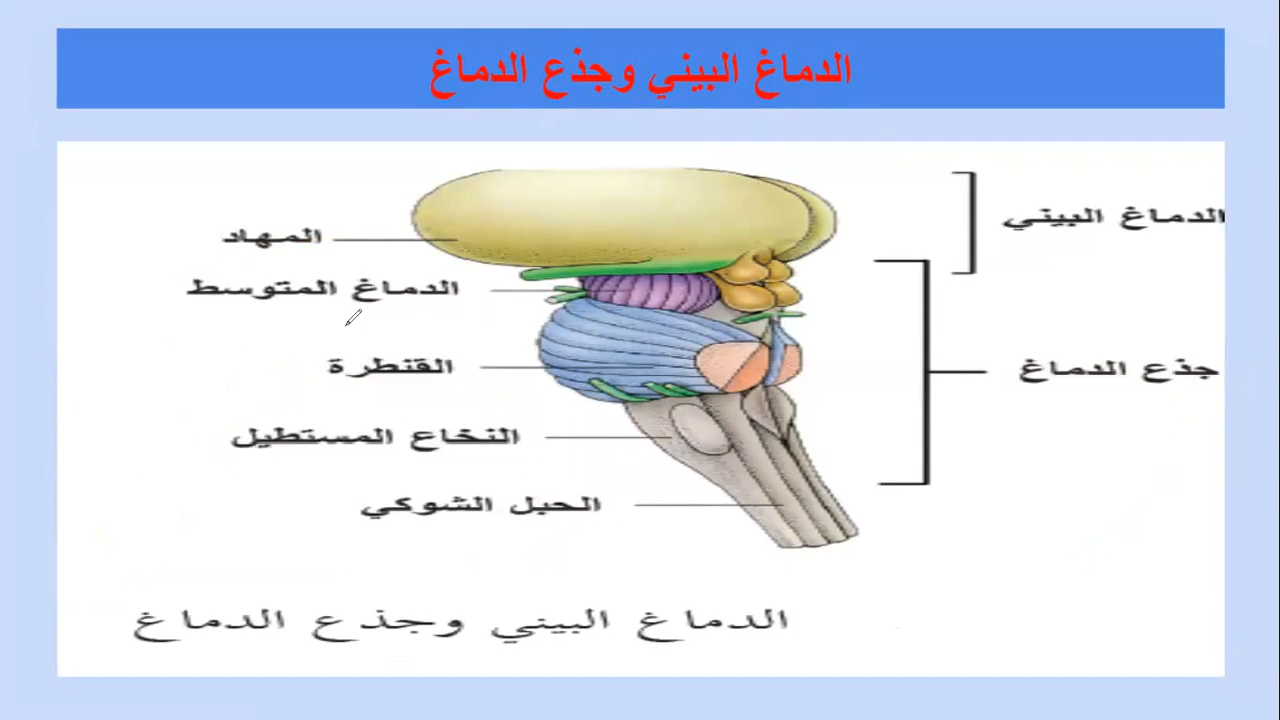 الدماغ البيني وجذع الدماغ
الدماغ البيني
المهاد
الدماغ المتوسط
جذع الدماغ
القنطرة
النخاع المستطيل
الحبل الشوكي
الدماغ البيني وجذع الدماغ